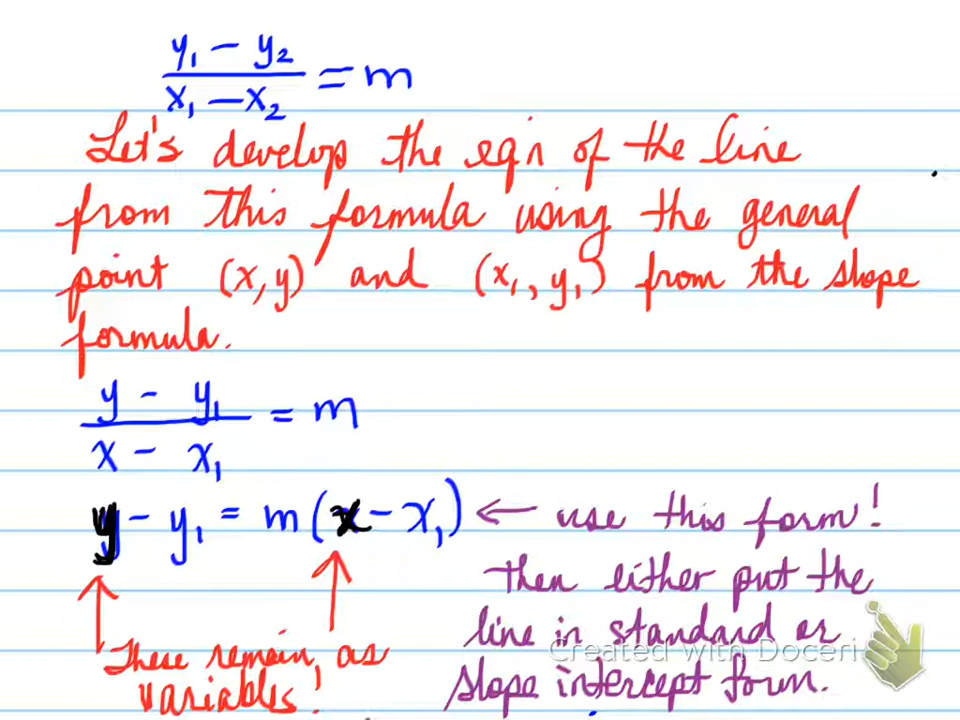 y₁ - y₂ / x₁ - x₂ = m
Let's develop the eqn of the line
from this formula using the general
point (x, y) and (x₁, y₁) from the slope
formula.
y - y₁ / x - x₁ = m
y - y₁ = m(x - x₁) ← use this form!
then either put the
line in standard or
slope intercept form.
These remain as
variables!
Created with Doceri